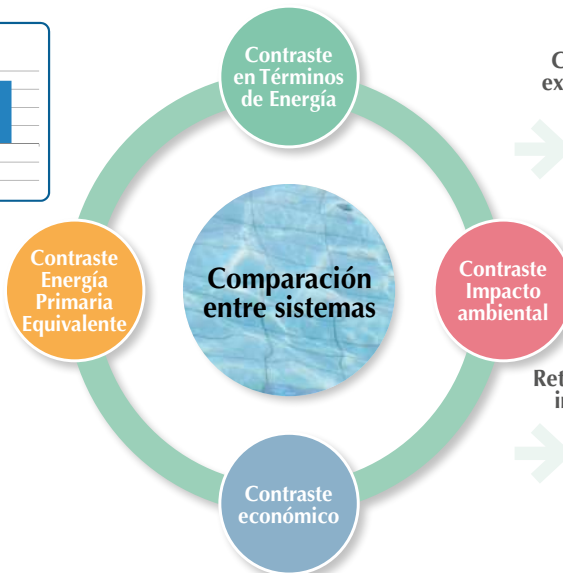 Contraste
en Términos
de Energía
Contraste
Energía
Primaria
Equivalente
Comparación
entre sistemas
Contraste
Impacto
ambiental
Contraste
económico